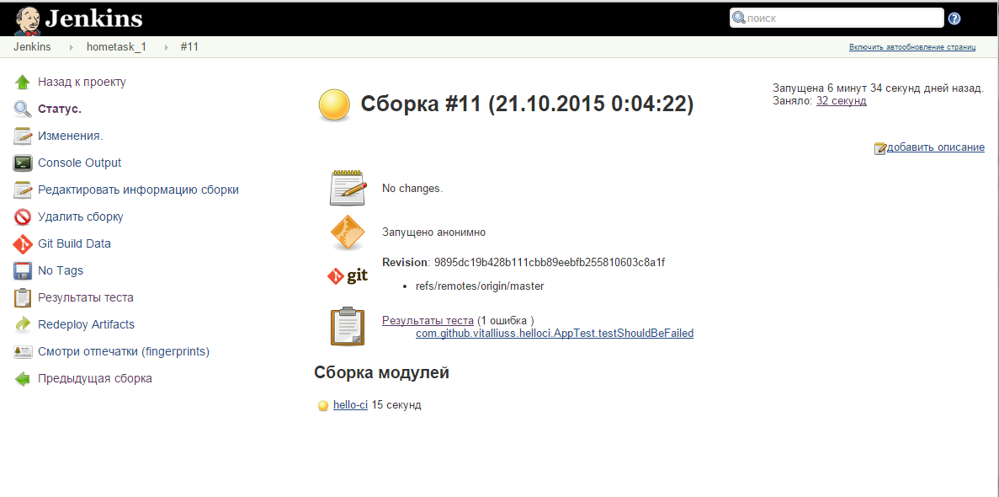 Jenkins
поиск
Jenkins hometask_1 #11
Включить автообновление страниц
Назад к проекту
Статус.
Изменения.
Console Output
Редактировать информацию сборки
Удалить сборку
Git Build Data
No Tags
Результаты теста
Redeploy Artifacts
Смотри отпечатки (fingerprints)
Предыдущая сборка
Сборка #11 (21.10.2015 0:04:22)
Запущена 6 минут 34 секунд дней назад.
Заняло: 32 секунд
добавить описание
No changes.
Запущено анонимно
git
Revision: 9895dc19b428b111cbb89eebfb255810603c8a1f
refs/remotes/origin/master
Результаты теста (1 ошибка )
com.github.vitalliuss.helloci.AppTest.testShouldBeFailed
Сборка модулей
hello-ci 15 секунд